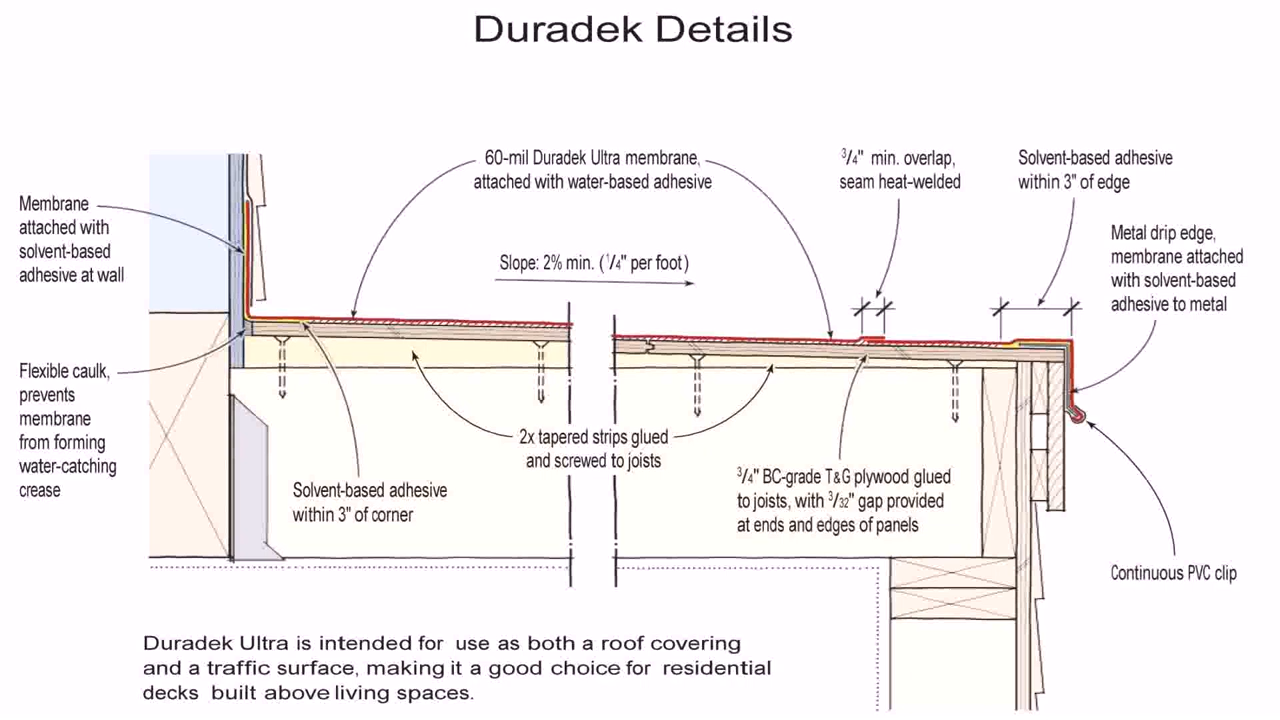 Duradek Details
60-mil Duradek Ultra membrane,
attached with water-based adhesive
3/4" min. overlap,
seam heat-welded
Solvent-based adhesive
within 3" of edge
Membrane
attached with
solvent-based
adhesive at wall
Slope: 2% min. (1/4" per foot)
Metal drip edge,
membrane attached
with solvent-based
adhesive to metal
Flexible caulk,
prevents
membrane
from forming
water-catching
crease
2x tapered strips glued
and screwed to joists
Solvent-based adhesive
within 3" of corner
3/4" BC-grade T&G plywood glued
to joists, with 3/32" gap provided
at ends and edges of panels
Continuous PVC clip
Duradek Ultra is intended for use as both a roof covering
and a traffic surface, making it a good choice for residential
decks built above living spaces.